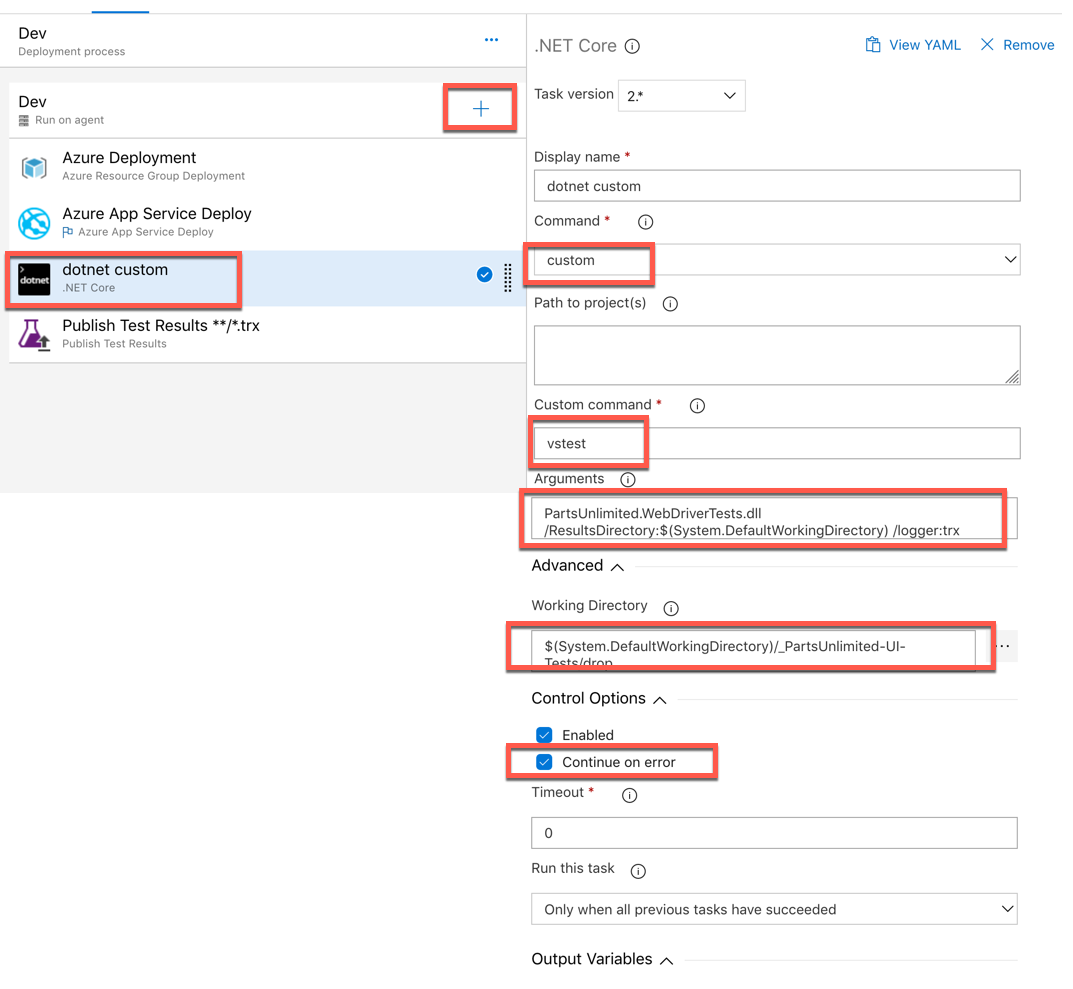 Dev
Deployment process
...
Dev
Run on agent
Azure Deployment
Azure Resource Group Deployment
Azure App Service Deploy
Azure App Service Deploy
dotnet
dotnet custom
.NET Core
Publish Test Results **/*.trx
Publish Test Results
.NET Core
View YAML
Remove
Task version
2.*
Display name *
dotnet custom
Command *
custom
Path to project(s)
Custom command *
vstest
Arguments
PartsUnlimited.WebDriverTests.dll
/ResultsDirectory:$(System.DefaultWorkingDirectory) /logger:trx
Advanced
Working Directory
$(System.DefaultWorkingDirectory)/_PartsUnlimited-UI-
Tests/drop
...
Control Options
Enabled
Continue on error
Timeout *
0
Run this task
Only when all previous tasks have succeeded
Output Variables